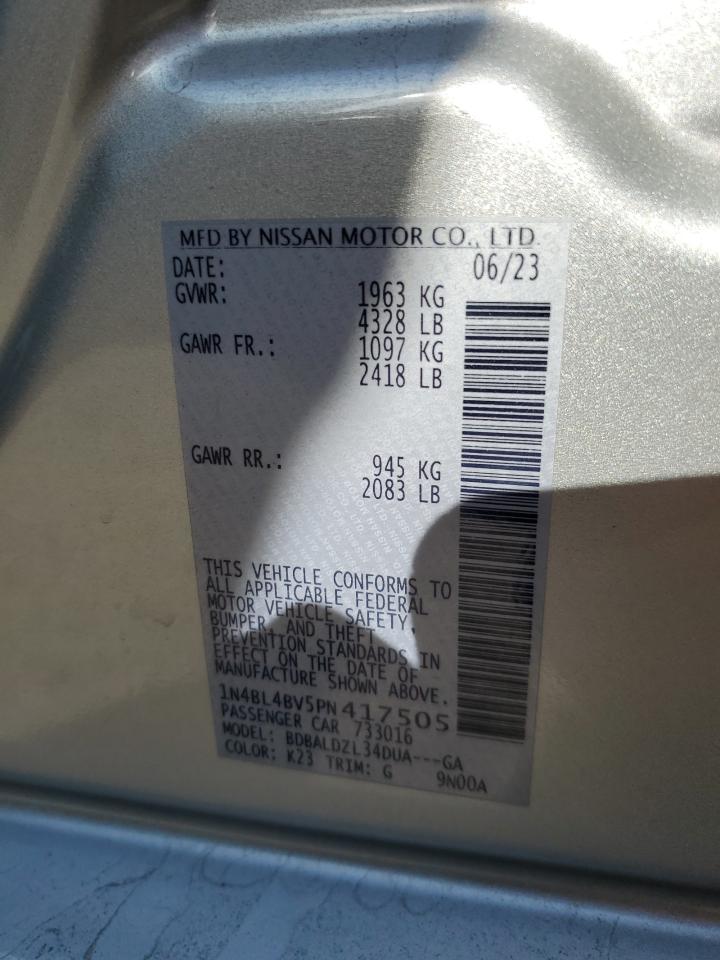 MFD BY NISSAN MOTOR CO., LTD.
DATE: 06/23
GVWR: 1963 KG
4328 LB
GAWR FR.: 1097 KG
2418 LB
GAWR RR.: 945 KG
2083 LB
THIS VEHICLE CONFORMS TO
ALL APPLICABLE FEDERAL
MOTOR VEHICLE SAFETY,
BUMPER, AND THEFT
PREVENTION STANDARDS IN
EFFECT ON THE DATE OF
MANUFACTURE SHOWN ABOVE.
1N4BL4BV5PN417505
PASSENGER CAR 733016
MODEL: BDBALDZL34DUA---GA
COLOR: K23 TRIM: G 9N00A